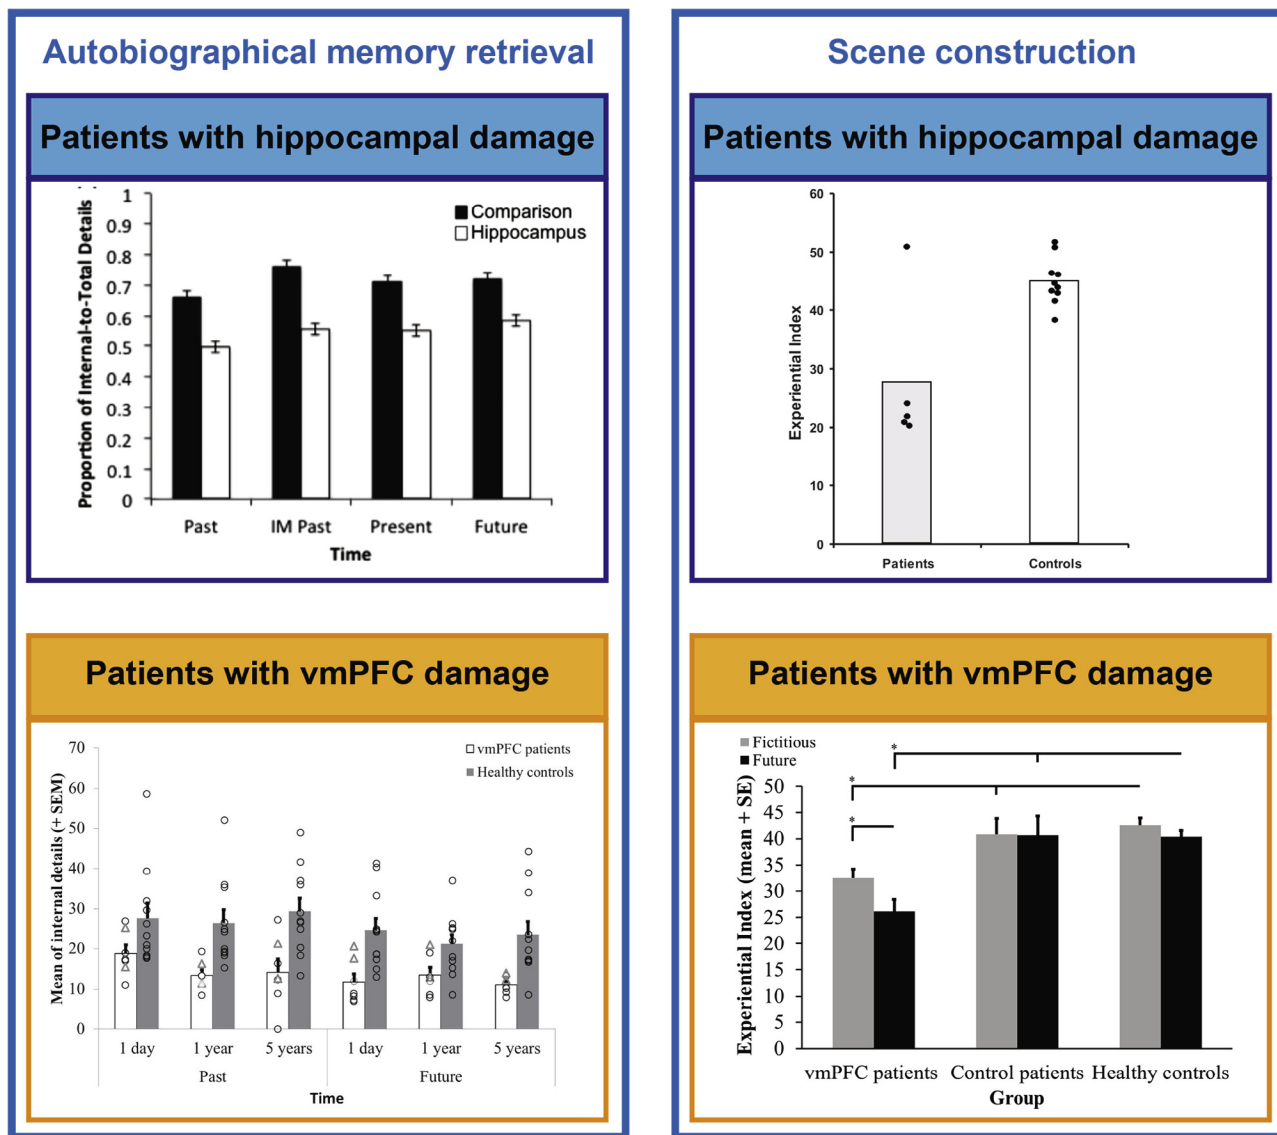 Autobiographical memory retrieval
Patients with hippocampal damage
Proportion of Internal-to-Total Details
1
0.9
0.8
0.7
0.6
0.5
0.4
0.3
0.2
0.1
0
Comparison
Hippocampus
Past
IM Past
Present
Future
Time
Patients with vmPFC damage
Mean of internal details (+ SEM)
70
60
50
40
30
20
10
0
vmPFC patients
Healthy controls
1 day
1 year
5 years
1 day
1 year
5 years
Past
Future
Time
Scene construction
Patients with hippocampal damage
Experiential Index
60
50
40
30
20
10
0
Patients
Controls
Patients with vmPFC damage
Fictitious
Future
*
*
*
Experiential Index (mean + SE)
50
45
40
35
30
25
20
15
10
5
0
vmPFC patients
Control patients
Healthy controls
Group